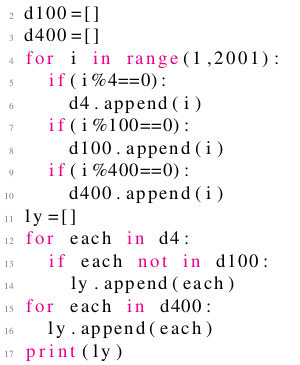 2 d100=[]
3 d400=[]
4 for i in range(1,2001):
5 if(i%4==0):
6 d4.append(i)
7 if(i%100==0):
8 d100.append(i)
9 if(i%400==0):
10 d400.append(i)
11 ly=[]
12 for each in d4:
13 if each not in d100:
14 ly.append(each)
15 for each in d400:
16 ly.append(each)
17 print(ly)